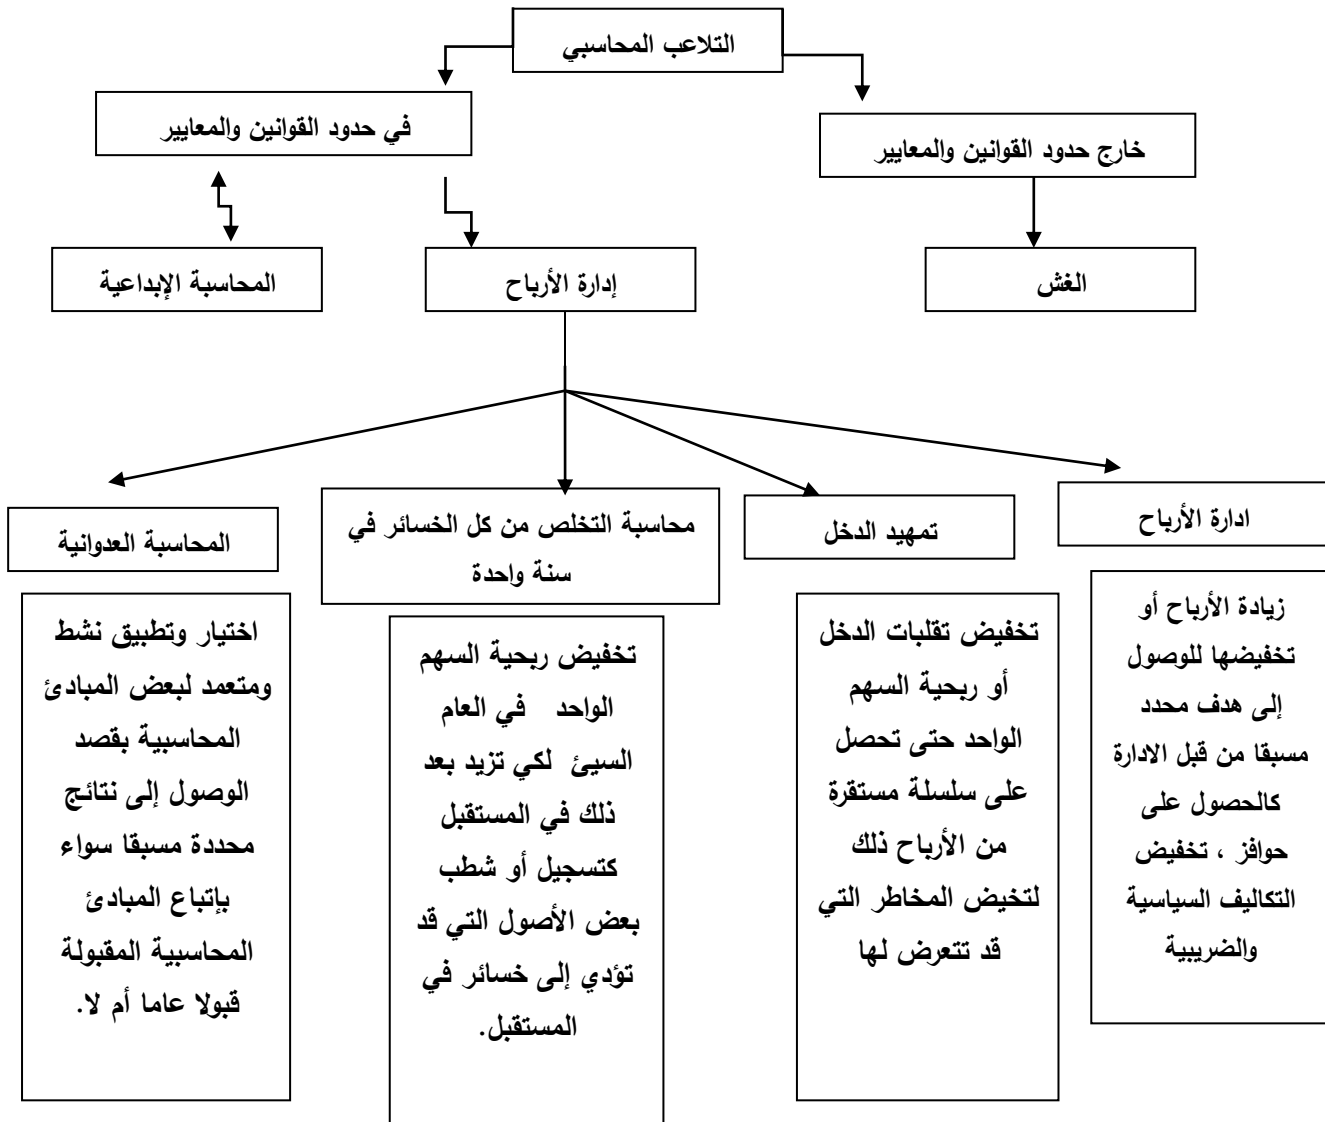 التلاعب المحاسبي
خارج حدود القوانين والمعايير
في حدود القوانين والمعايير
الغش
إدارة الأرباح
المحاسبة الإبداعية
ادارة الأرباح
تمهيد الدخل
محاسبة التخلص من كل الخسائر في
سنة واحدة
المحاسبة العدوانية
زيادة الأرباح أو
تخفيضها للوصول
إلى هدف محدد
مسبقا من قبل الادارة
كالحصول على
حوافز ، تخفيض
التكاليف السياسية
والضريبية
تخفيض تقلبات الدخل
أو ربحية السهم
الواحد حتى تحصل
على سلسلة مستقرة
من الأرباح ذلك
لتخيض المخاطر التي
قد تتعرض لها
تخفيض ربحية السهم
الواحد في العام
السيئ لكي تزيد بعد
ذلك في المستقبل
كتسجيل أو شطب
بعض الأصول التي قد
تؤدي إلى خسائر في
المستقبل.
اختيار وتطبيق نشط
ومتعمد لبعض المبادئ
المحاسبية بقصد
الوصول إلى نتائج
محددة مسبقا سواء
بإتباع المبادئ
المحاسبية المقبولة
قبولا عاما أم لا.